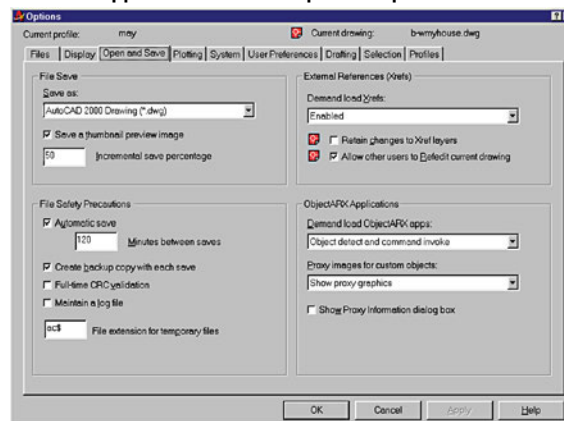 Options
Current profile: may Current drawing: b-wmyhouse.dwg
Files Display Open and Save Plotting System User Preferences Drafting Selection Profiles
File Save
Save as:
AutoCAD 2000 Drawing (*.dwg)
Save a thumbnail preview image
50 Incremental save percentage
External References (Xrefs)
Demand load Xrefs:
Enabled
Retain changes to Xref layers
Allow other users to Refedit current drawing
File Safety Precautions
Automatic save
120 Minutes between saves
Create backup copy with each save
Full-time CRC validation
Maintain a log file
ac$ File extension for temporary files
ObjectARX Applications
Demand load ObjectARX apps:
Object detect and command invoke
Proxy images for custom objects:
Show proxy graphics
Show Proxy Information dialog box
OK Cancel Apply Help